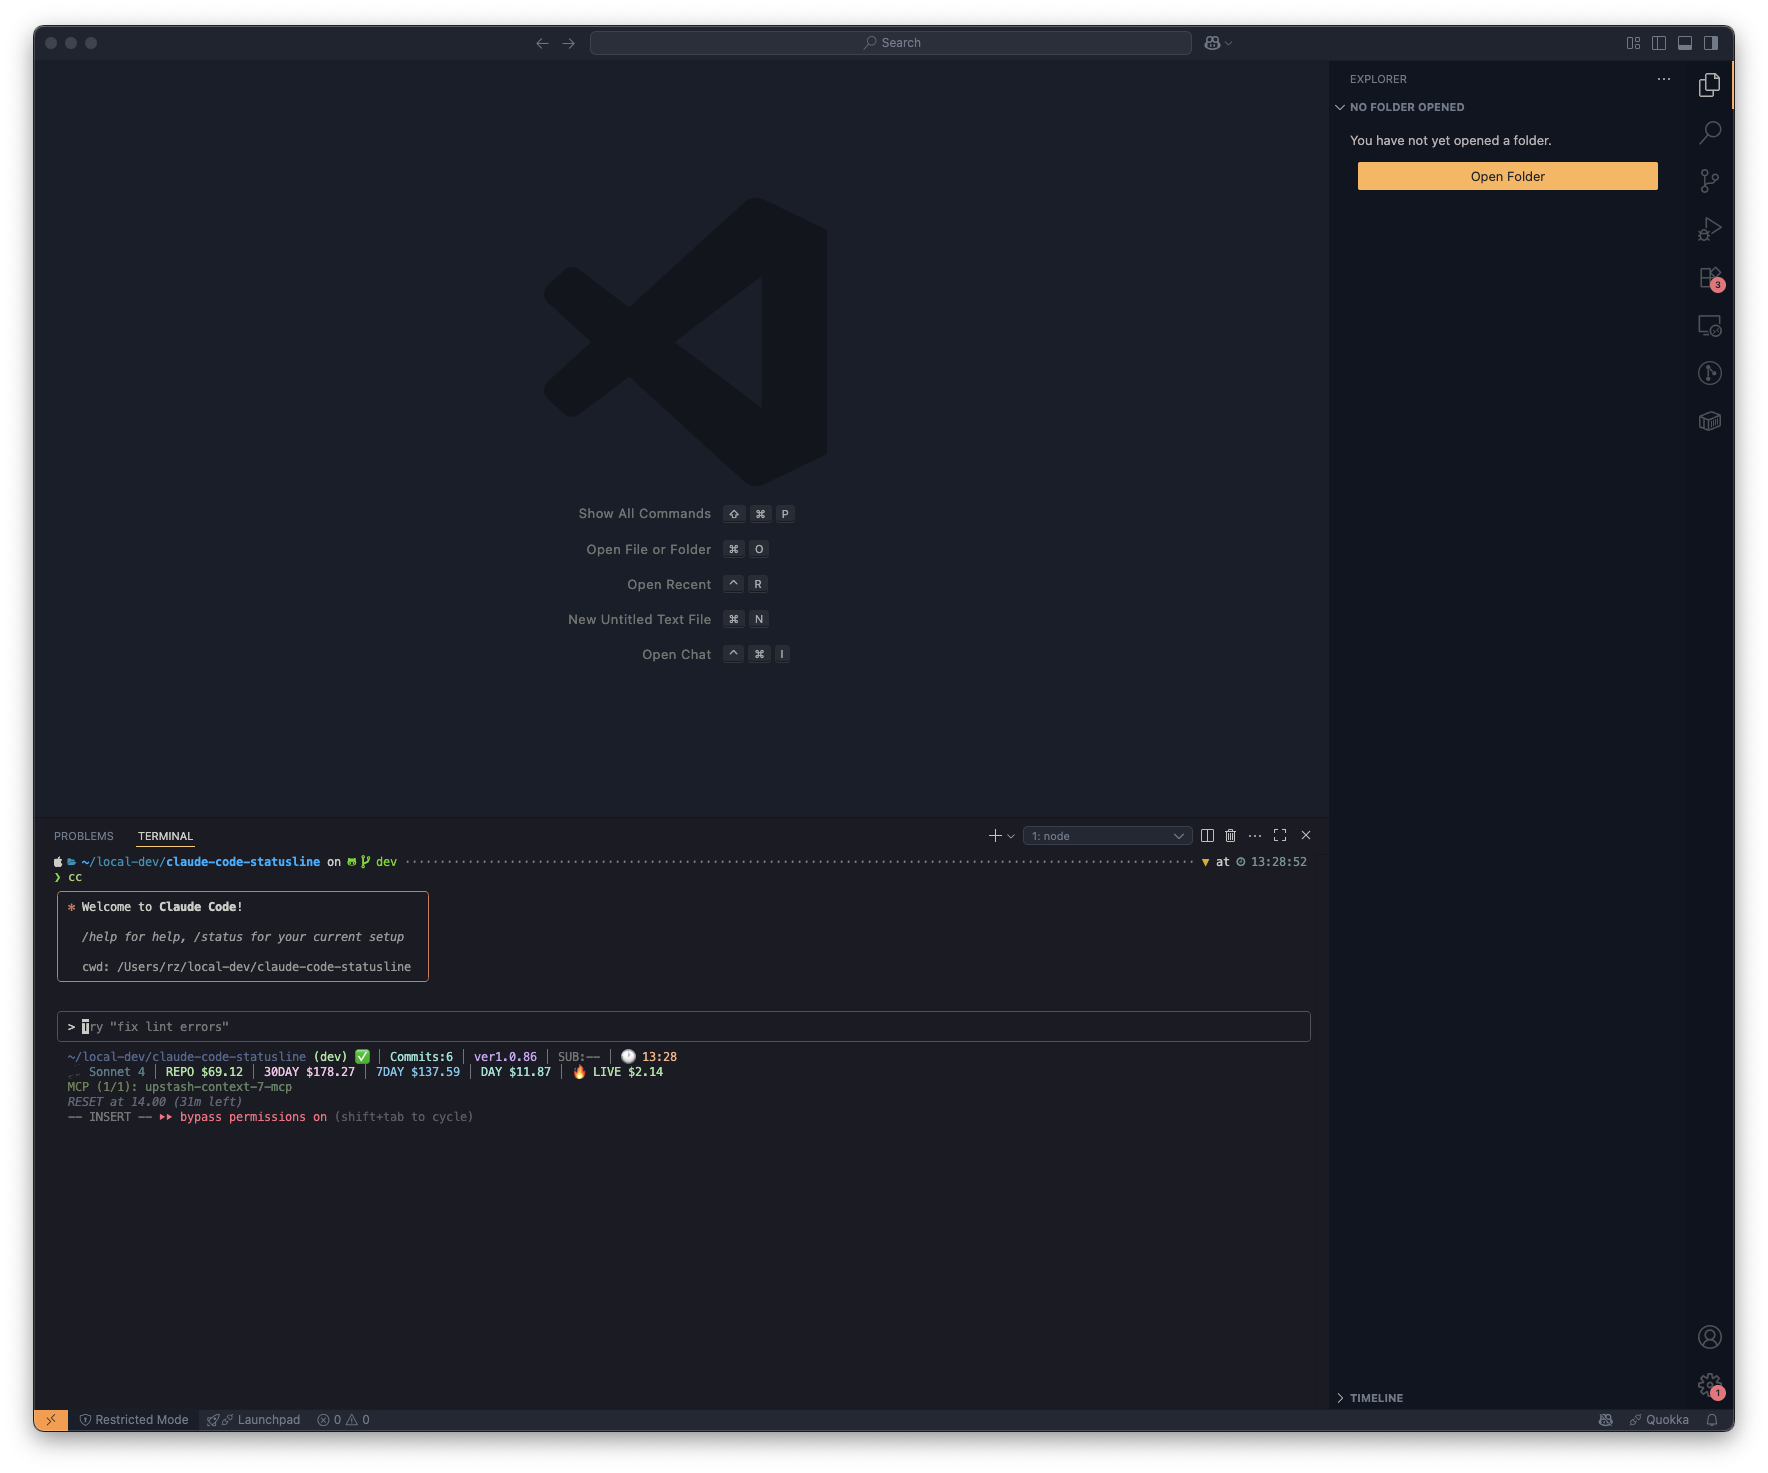 Search
EXPLORER
NO FOLDER OPENED
You have not yet opened a folder.
Open Folder
3
Show All Commands ⇧ ⌘ P
Open File or Folder ⌘ O
Open Recent ^ R
New Untitled Text File ⌘ N
Open Chat ^ ⌘ I
PROBLEMS TERMINAL
1: node
~/local-dev/claude-code-statusline on dev at 13:28:52
❯ cc
✻ Welcome to Claude Code!
/help for help, /status for your current setup
cwd: /Users/rz/local-dev/claude-code-statusline
> Try "fix lint errors"
~/local-dev/claude-code-statusline (dev) ✅ │ Commits:6 │ ver1.0.86 │ SUB:-- │ 🕐 13:28
Sonnet 4 │ REPO $69.12 │ 30DAY $178.27 │ 7DAY $137.59 │ DAY $11.87 │ 🔥 LIVE $2.14
MCP (1/1): upstash-context-7-mcp
RESET at 14.00 (31m left)
-- INSERT -- ⏵⏵ bypass permissions on (shift+tab to cycle)
TIMELINE
1
Restricted Mode Launchpad 0 0 Quokka